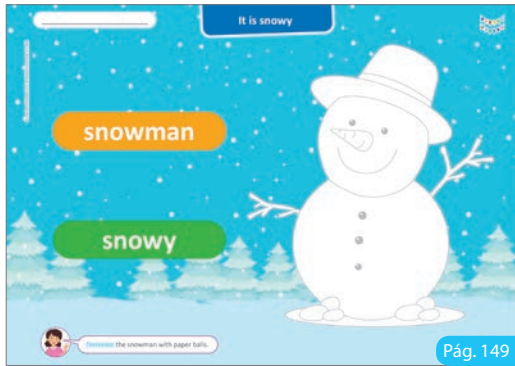 It is snowy
snowman
snowy
the snowman with paper balls.
Pág. 149